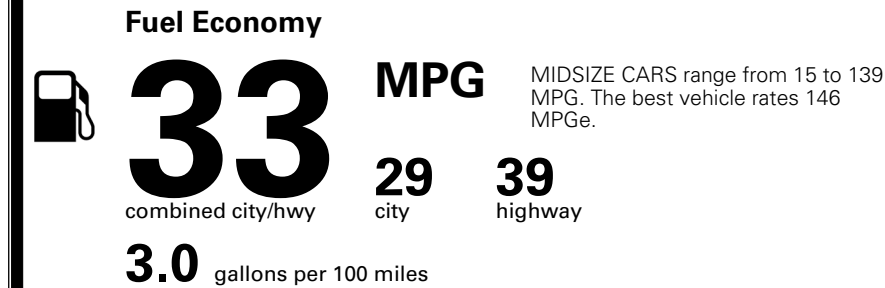 Fuel Economy
33 MPG
MIDSIZE CARS range from 15 to 139
MPG. The best vehicle rates 146
MPGe.
29 39
combined city/hwy city highway
3.0 gallons per 100 miles